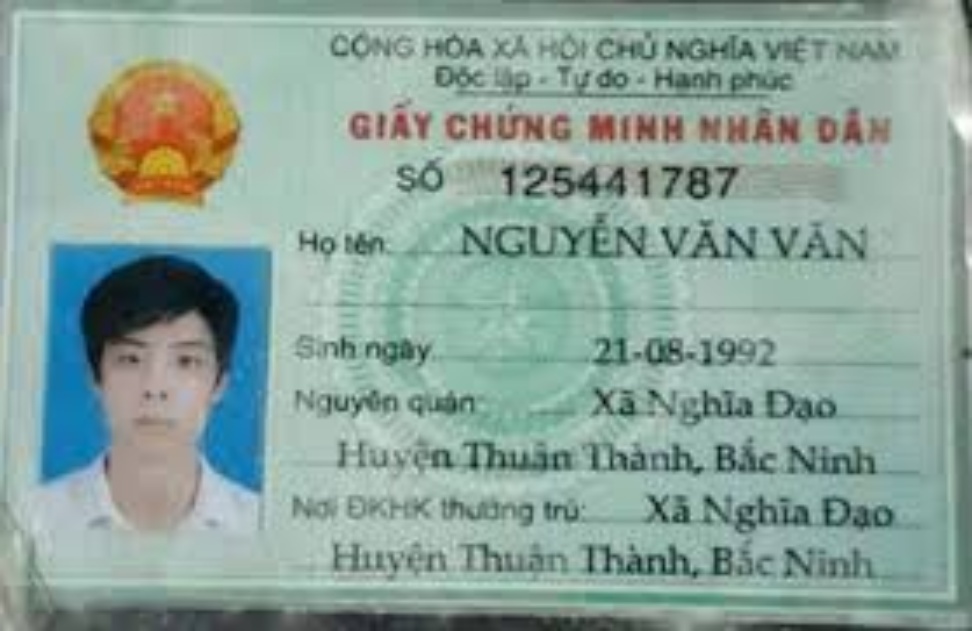 CỘNG HÒA XÃ HỘI CHỦ NGHĨA VIỆT NAM
Độc lập - Tự do - Hạnh phúc
GIẤY CHỨNG MINH NHÂN DÂN
SỐ 125441787
Họ tên NGUYỄN VĂN VĂN
Sinh ngày 21-08-1992
Nguyên quán: Xã Nghĩa Đạo
Huyện Thuận Thành, Bắc Ninh
Nơi ĐKHK thường trú: Xã Nghĩa Đạo
Huyện Thuận Thành, Bắc Ninh